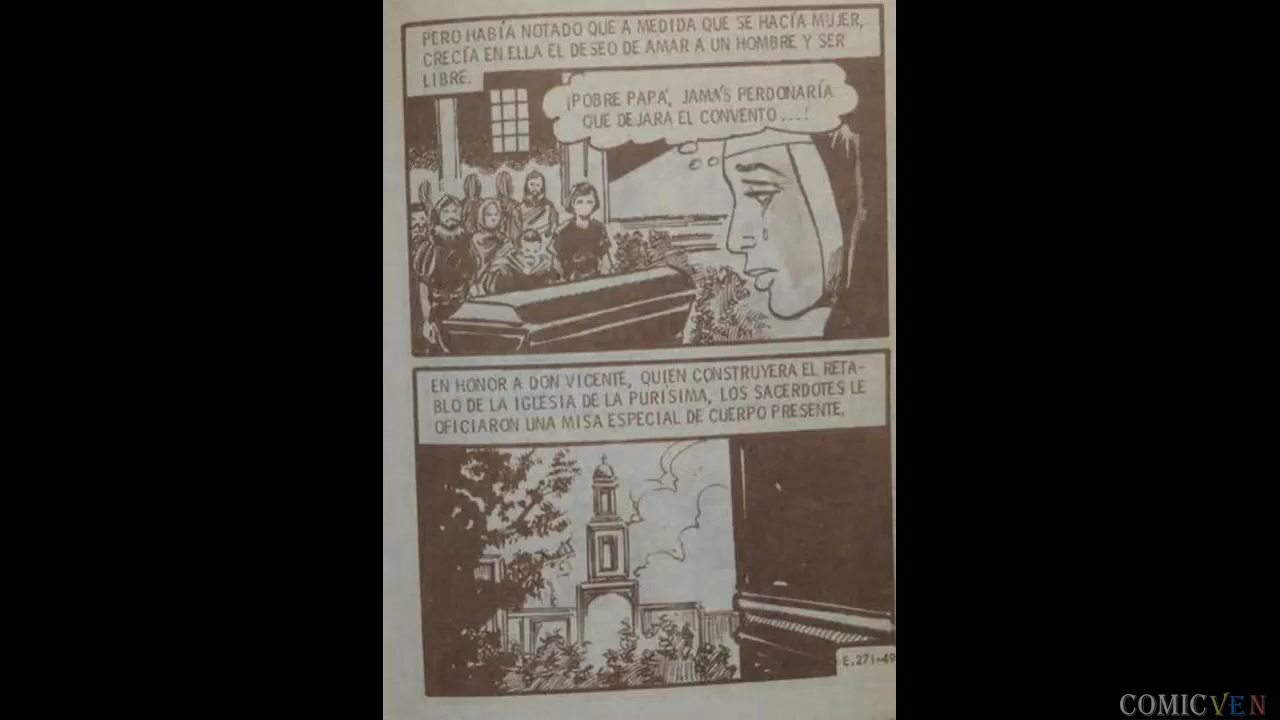 PERO HABÍA NOTADO QUE A MEDIDA QUE SE HACÍA MUJER,
CRECÍA EN ELLA EL DESEO DE AMAR A UN HOMBRE Y SER
LIBRE.
¡POBRE PAPÁ, JAMÁS PERDONARÍA
QUE DEJARA EL CONVENTO....!
EN HONOR A DON VICENTE, QUIEN CONSTRUYERA EL RETA-
BLO DE LA IGLESIA DE LA PURÍSIMA, LOS SACERDOTES LE
OFICIARON UNA MISA ESPECIAL DE CUERPO PRESENTE.
E.271-49
COMICVEN